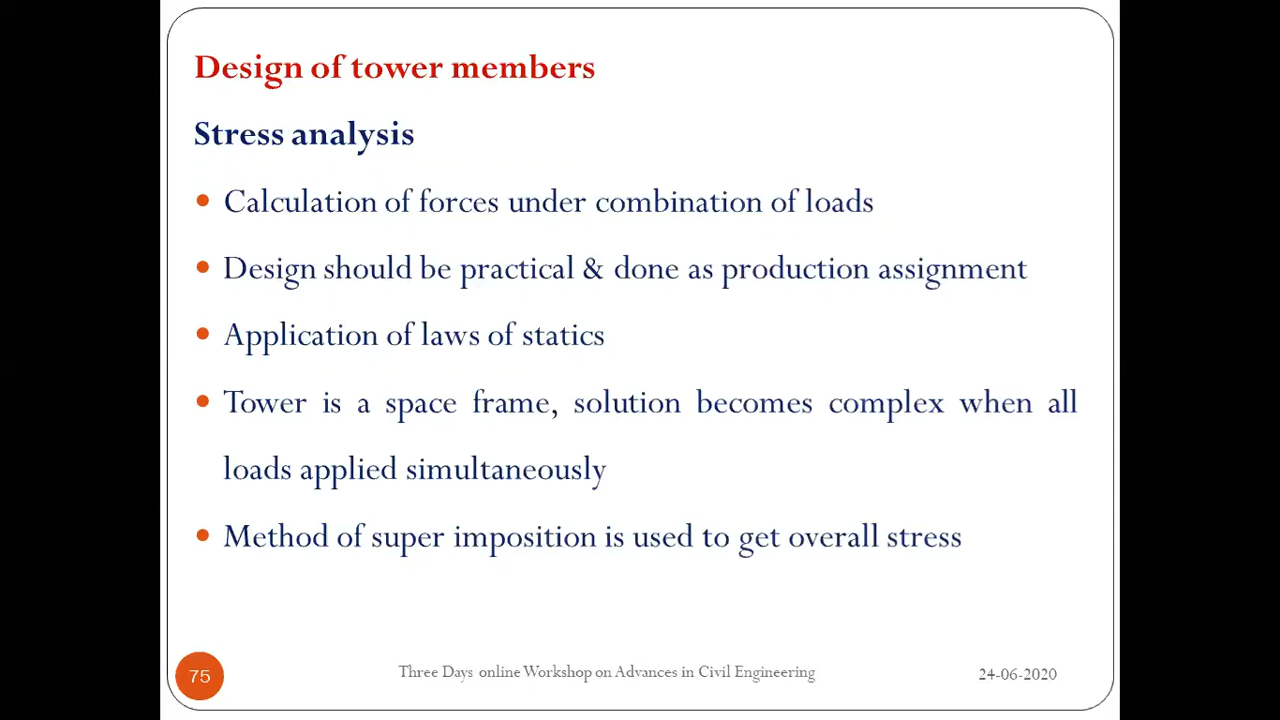 Design of tower members
Stress analysis
• Calculation of forces under combination of loads
• Design should be practical & done as production assignment
• Application of laws of statics
• Tower is a space frame, solution becomes complex when all
loads applied simultaneously
• Method of super imposition is used to get overall stress
75
Three Days online Workshop on Advances in Civil Engineering
24-06-2020